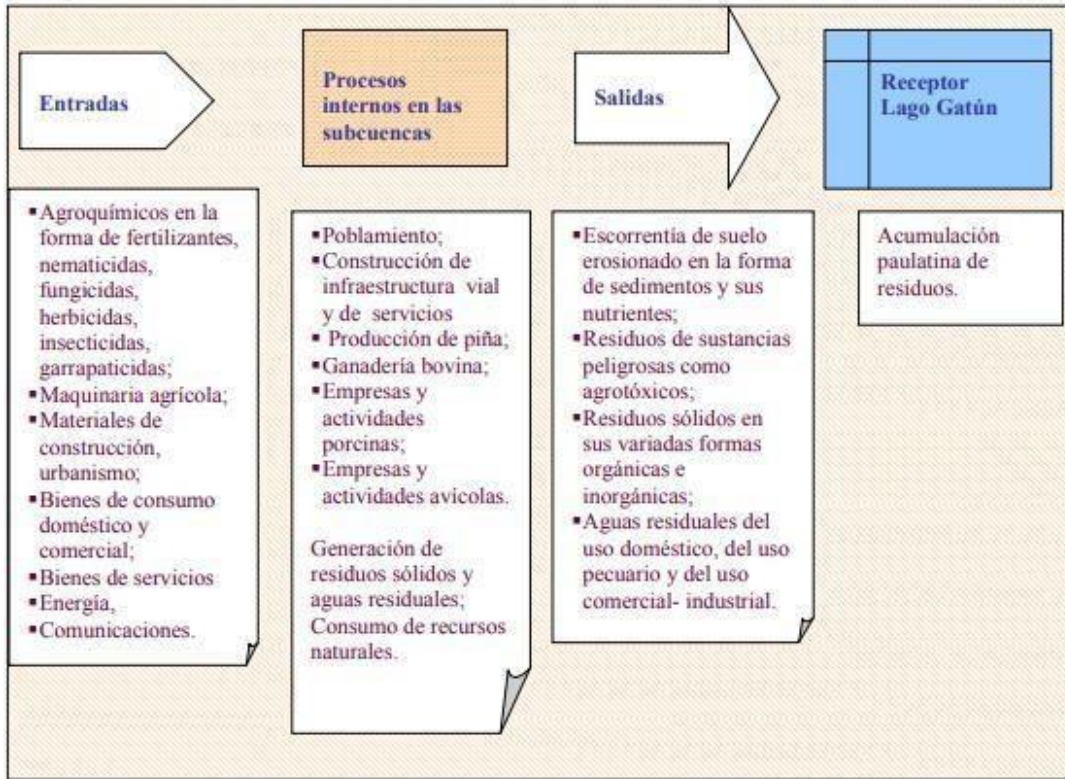 Entradas
Procesos
internos en las
subcuencas
Salidas
Receptor
Lago Gatún
▪Agroquímicos en la
forma de fertilizantes,
nematicidas,
fungicidas,
herbicidas,
insecticidas,
garrapaticidas;
▪Maquinaria agrícola;
▪Materiales de
construcción,
urbanismo;
▪Bienes de consumo
doméstico y
comercial;
▪Bienes de servicios
▪Energía,
▪Comunicaciones.
▪Poblamiento;
▪Construcción de
infraestructura vial
y de servicios
▪ Producción de piña;
▪Ganadería bovina;
▪Empresas y
actividades
porcinas;
▪Empresas y
actividades avícolas.
Generación de
residuos sólidos y
aguas residuales;
Consumo de recursos
naturales.
▪Escorrentía de suelo
erosionado en la forma
de sedimentos y sus
nutrientes;
▪Residuos de sustancias
peligrosas como
agrotóxicos;
▪Residuos sólidos en
sus variadas formas
orgánicas e
inorgánicas;
▪Aguas residuales del
uso doméstico, del uso
pecuario y del uso
comercial- industrial.
Acumulación
paulatina de
residuos.